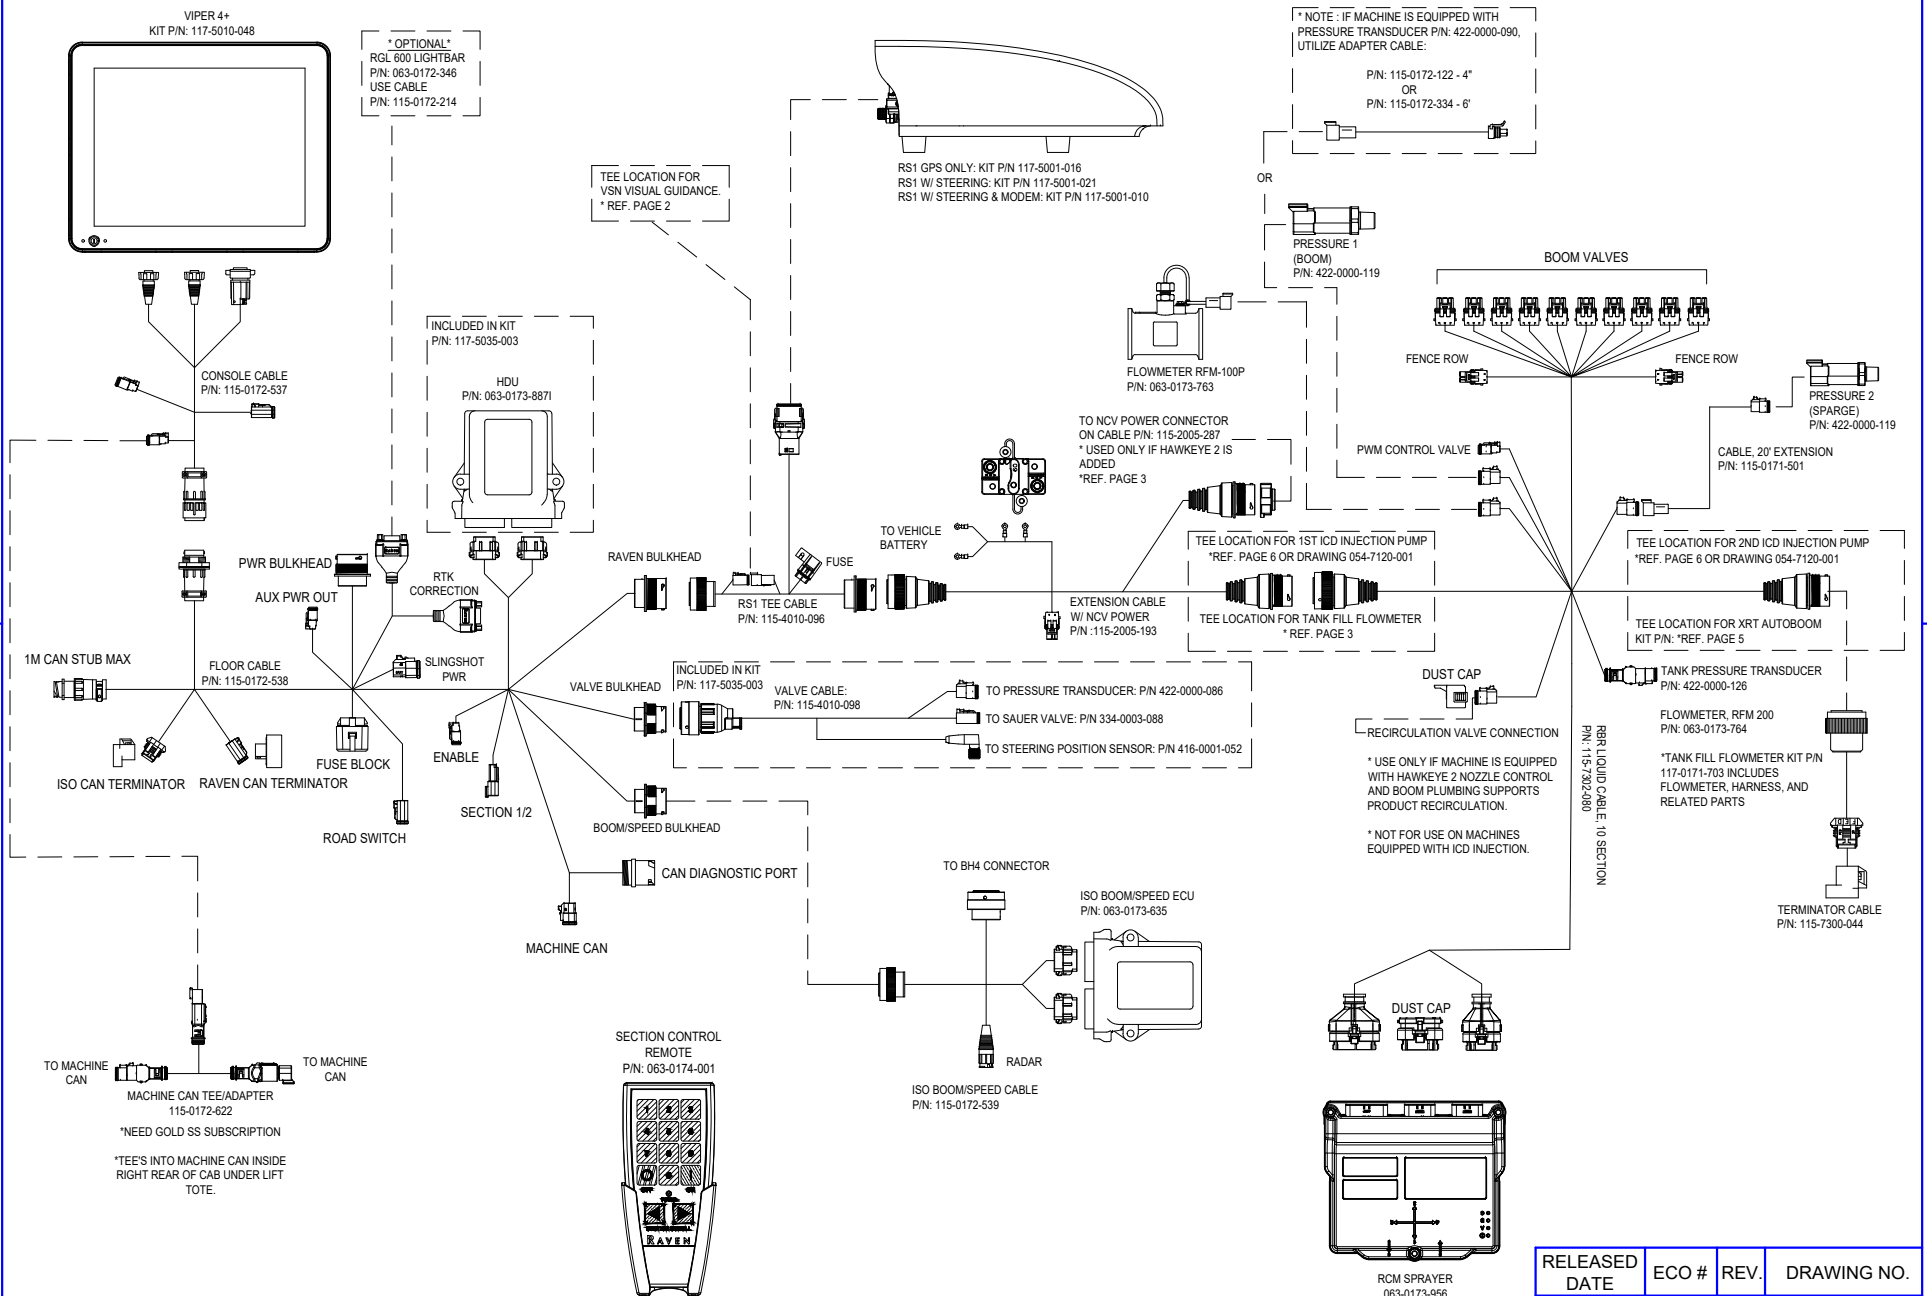 VIPER 4+
KIT P/N: 117-5010-048
* OPTIONAL*
RGL 600 LIGHTBAR
P/N: 063-0172-346
USE CABLE
P/N: 115-0172-214
TEE LOCATION FOR
VSN VISUAL GUIDANCE.
* REF. PAGE 2
RS1 GPS ONLY: KIT P/N 117-5001-016
RS1 W/ STEERING: KIT P/N 117-5001-021
RS1 W/ STEERING & MODEM: KIT P/N 117-5001-010
* NOTE : IF MACHINE IS EQUIPPED WITH
PRESSURE TRANSDUCER P/N: 422-0000-090,
UTILIZE ADAPTER CABLE:
P/N: 115-0172-122 - 4"
OR
P/N: 115-0172-334 - 6'
OR
PRESSURE 1
(BOOM)
P/N: 422-0000-119
BOOM VALVES
FENCE ROW
FENCE ROW
PRESSURE 2
(SPARGE)
P/N: 422-0000-119
CABLE, 20' EXTENSION
P/N: 115-0171-501
PWM CONTROL VALVE
FLOWMETER RFM-100P
P/N: 063-0173-763
INCLUDED IN KIT
P/N: 117-5035-003
HDU
P/N: 063-0173-887I
CONSOLE CABLE
P/N: 115-0172-537
TO NCV POWER CONNECTOR
ON CABLE P/N: 115-2005-287
* USED ONLY IF HAWKEYE 2 IS
ADDED
*REF. PAGE 3
TO VEHICLE
BATTERY
TEE LOCATION FOR 1ST ICD INJECTION PUMP
*REF. PAGE 6 OR DRAWING 054-7120-001
TEE LOCATION FOR TANK FILL FLOWMETER
* REF. PAGE 3
TEE LOCATION FOR 2ND ICD INJECTION PUMP
*REF. PAGE 6 OR DRAWING 054-7120-001
TEE LOCATION FOR XRT AUTOBOOM
KIT P/N: *REF. PAGE 5
PWR BULKHEAD
AUX PWR OUT
RTK
CORRECTION
RAVEN BULKHEAD
FUSE
RS1 TEE CABLE
P/N: 115-4010-096
EXTENSION CABLE
W/ NCV POWER
P/N :115-2005-193
1M CAN STUB MAX
FLOOR CABLE
P/N: 115-0172-538
SLINGSHOT
PWR
VALVE BULKHEAD
INCLUDED IN KIT
P/N: 117-5035-003
VALVE CABLE:
P/N: 115-4010-098
TO PRESSURE TRANSDUCER: P/N 422-0000-086
TO SAUER VALVE: P/N 334-0003-088
TO STEERING POSITION SENSOR: P/N 416-0001-052
DUST CAP
RECIRCULATION VALVE CONNECTION
* USE ONLY IF MACHINE IS EQUIPPED
WITH HAWKEYE 2 NOZZLE CONTROL
AND BOOM PLUMBING SUPPORTS
PRODUCT RECIRCULATION.
* NOT FOR USE ON MACHINES
EQUIPPED WITH ICD INJECTION.
RBR LIQUID CABLE, 10 SECTION
P/N: 115-7302-080
TANK PRESSURE TRANSDUCER
P/N: 422-0000-126
FLOWMETER, RFM 200
P/N: 063-0173-764
*TANK FILL FLOWMETER KIT P/N
117-0171-703 INCLUDES
FLOWMETER, HARNESS, AND
RELATED PARTS
TERMINATOR CABLE
P/N: 115-7300-044
ISO CAN TERMINATOR
RAVEN CAN TERMINATOR
FUSE BLOCK
ROAD SWITCH
ENABLE
SECTION 1/2
BOOM/SPEED BULKHEAD
CAN DIAGNOSTIC PORT
MACHINE CAN
TO BH4 CONNECTOR
ISO BOOM/SPEED ECU
P/N: 063-0173-635
RADAR
ISO BOOM/SPEED CABLE
P/N: 115-0172-539
DUST CAP
TO MACHINE
CAN
TO MACHINE
CAN
MACHINE CAN TEE/ADAPTER
115-0172-622
*NEED GOLD SS SUBSCRIPTION
*TEE'S INTO MACHINE CAN INSIDE
RIGHT REAR OF CAB UNDER LIFT
TOTE.
SECTION CONTROL
REMOTE
P/N: 063-0174-001
RAVEN
RCM SPRAYER
063-0173-956
RELEASED
DATE
ECO #
REV.
DRAWING NO.